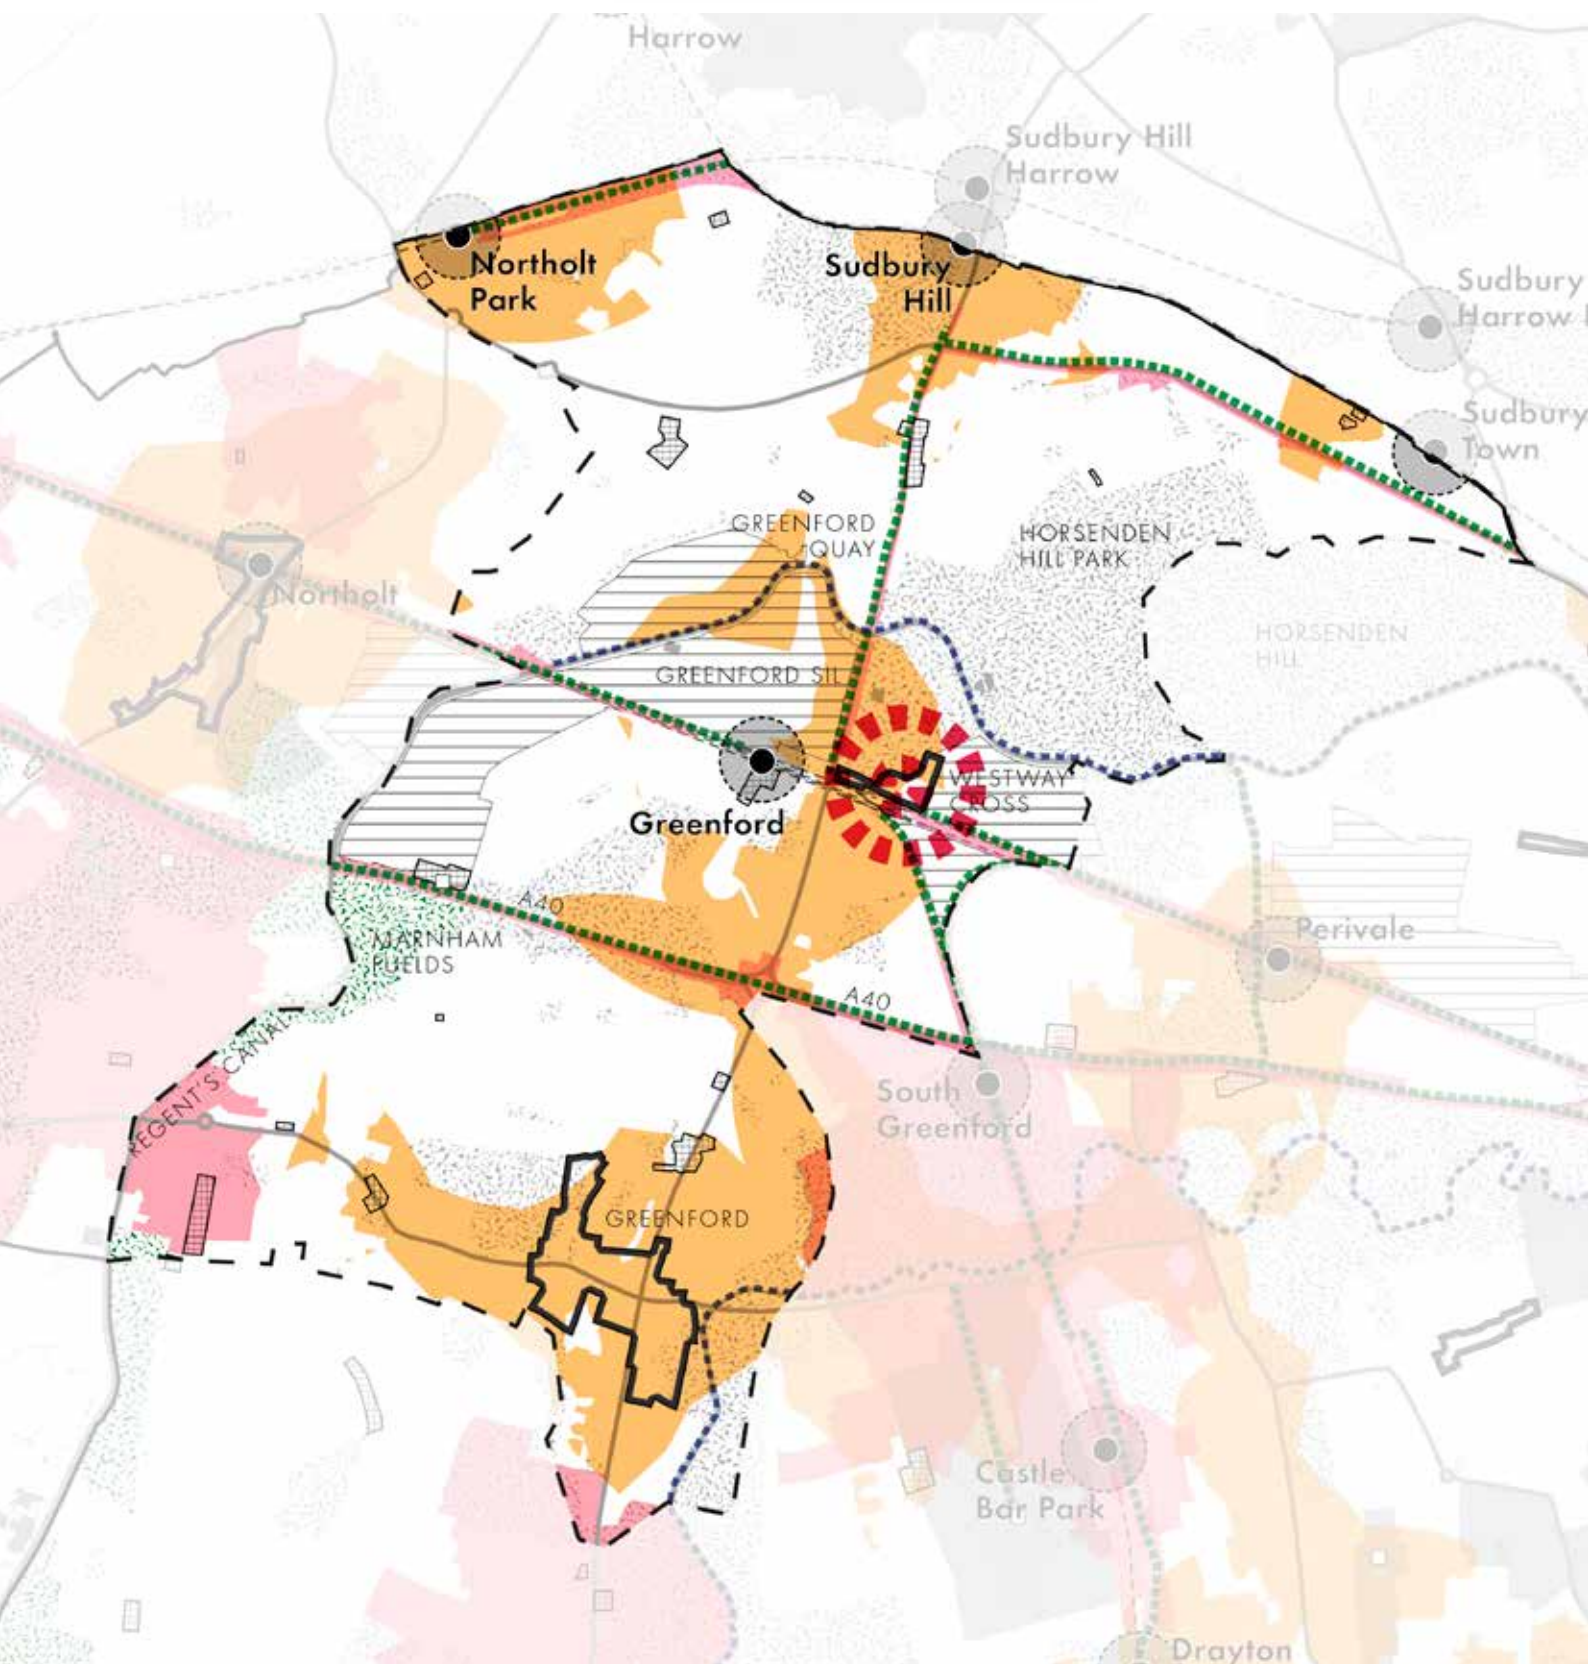 Harrow
Sudbury Hill
Harrow
Northolt
Park
Sudbury
Hill
Sudbury
Harrow
Sudbury
Town
GREENFORD
QUAY
HORSENDEN
HILL PARK
Northolt
HORSENDEN
HILL
GREENFORD SIL
WESTWAY
CROSS
Greenford
A40
MARNHAM
FIELDS
Perivale
A40
REGENT'S CANAL
South
Greenford
GREENFORD
Castle
Bar Park
Drayton